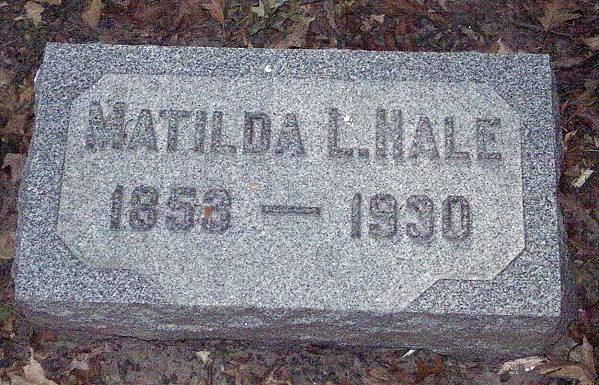 MATILDA L. HALE
1853 — 1930